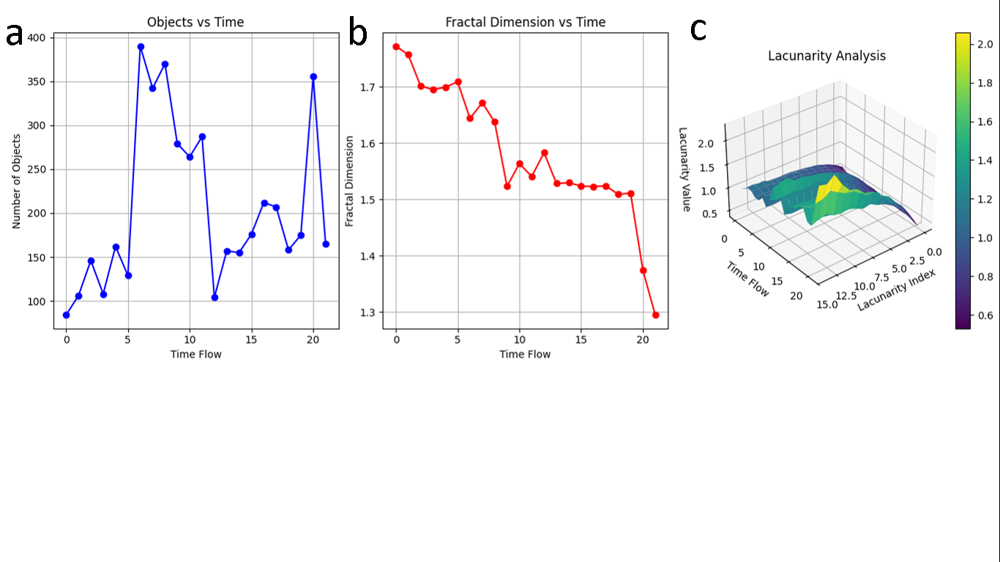 a
Objects vs Time
Number of Objects
400
350
300
250
200
150
100
0 5 10 15 20
Time Flow
b
Fractal Dimension vs Time
Fractal Dimension
1.7
1.6
1.5
1.4
1.3
0 5 10 15 20
Time Flow
c
Lacunarity Analysis
Lacunarity Value
2.0
1.5
1.0
0.5
0
5
10
15
20
Time Flow
15.0 12.5 10.0 7.5 5.0 2.5 0.0
Lacunarity Index
2.0
1.8
1.6
1.4
1.2
1.0
0.8
0.6